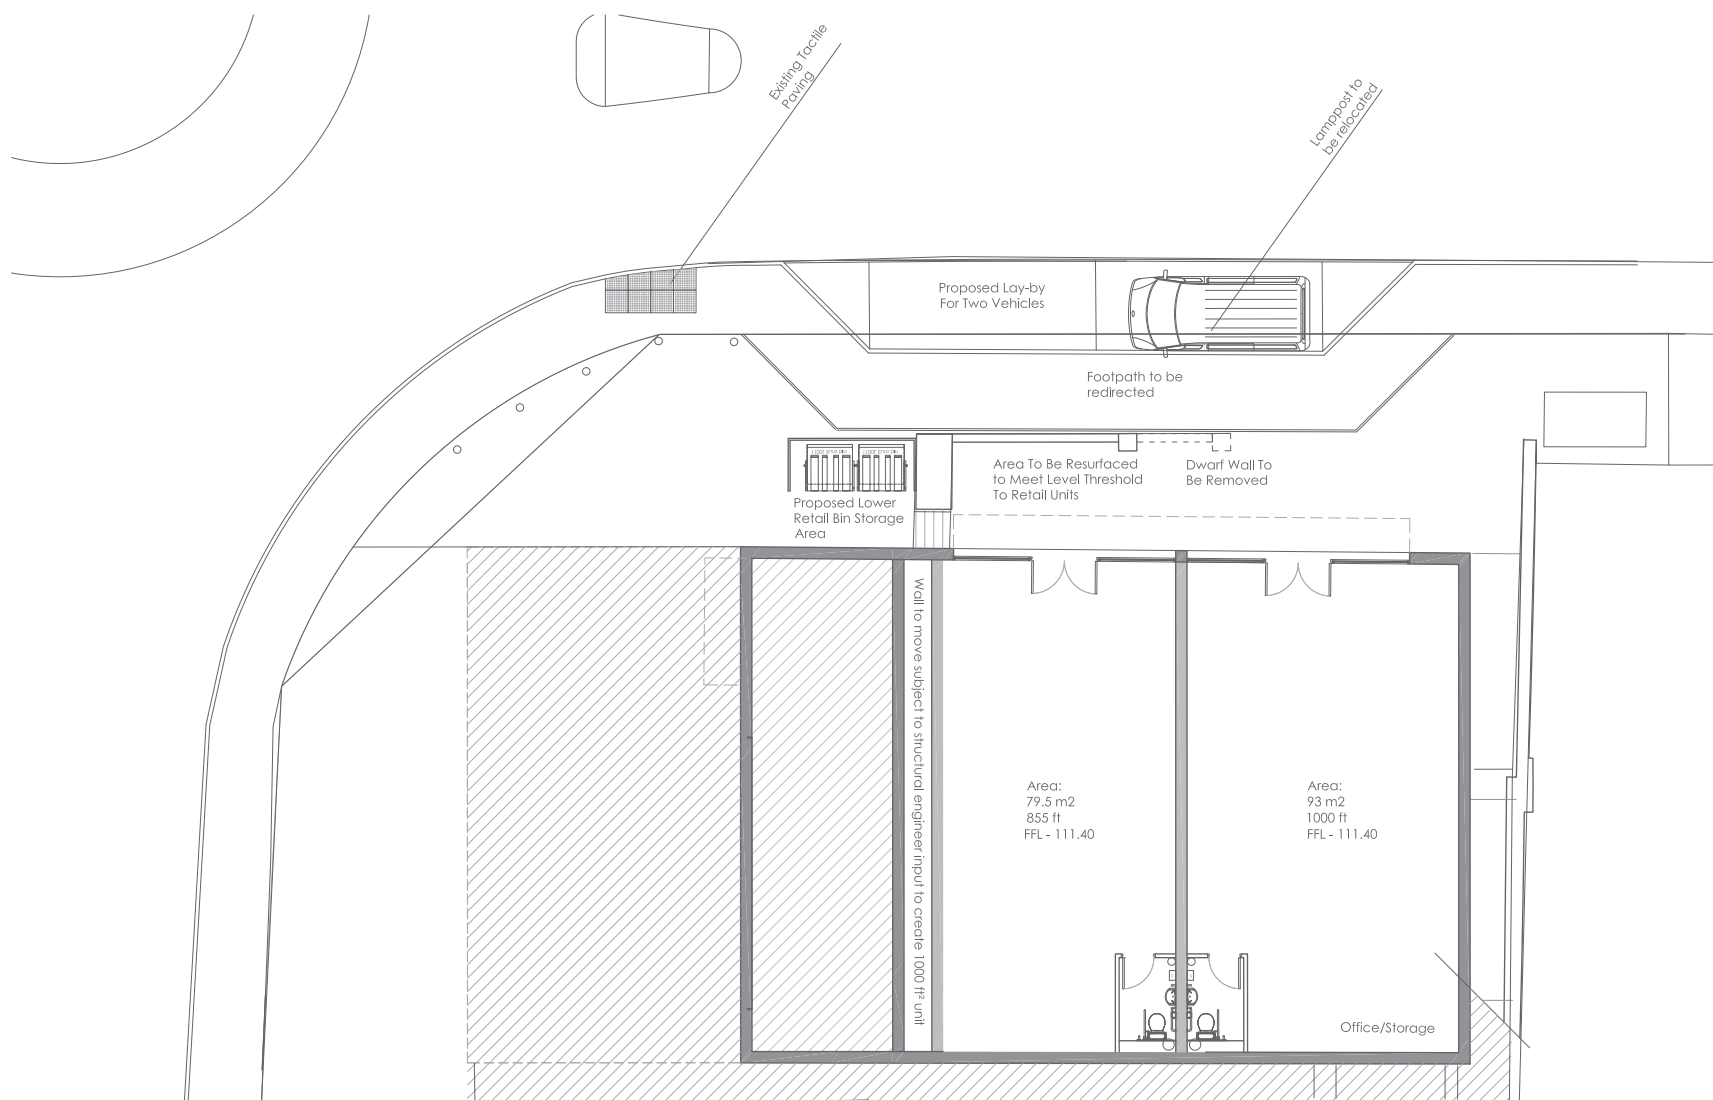 Existing Tactile
Paving
Lamppost to
be relocated
Proposed Lay-by
For Two Vehicles
Footpath to be
redirected
Area To Be Resurfaced
to Meet Level Threshold
To Retail Units
Dwarf Wall To
Be Removed
Proposed Lower
Retail Bin Storage
Area
Wall to move subject to structural engineer input to create 1000 ft² unit
Area:
79.5 m2
855 ft
FFL - 111.40
Area:
93 m2
1000 ft
FFL - 111.40
Office/Storage